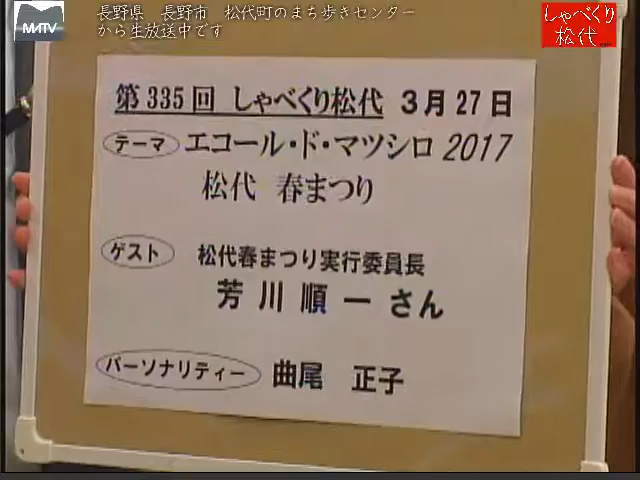 MATV
長野県　長野市　松代町のまち歩きセンター
から生放送中です
しゃべくり
松代
第335回 しゃべくり松代 3月27日
テーマ エコール・ド・マツシロ 2017
松代 春まつり
ゲスト 松代春まつり実行委員長
芳川順一さん
パーソナリティー 曲尾 正子